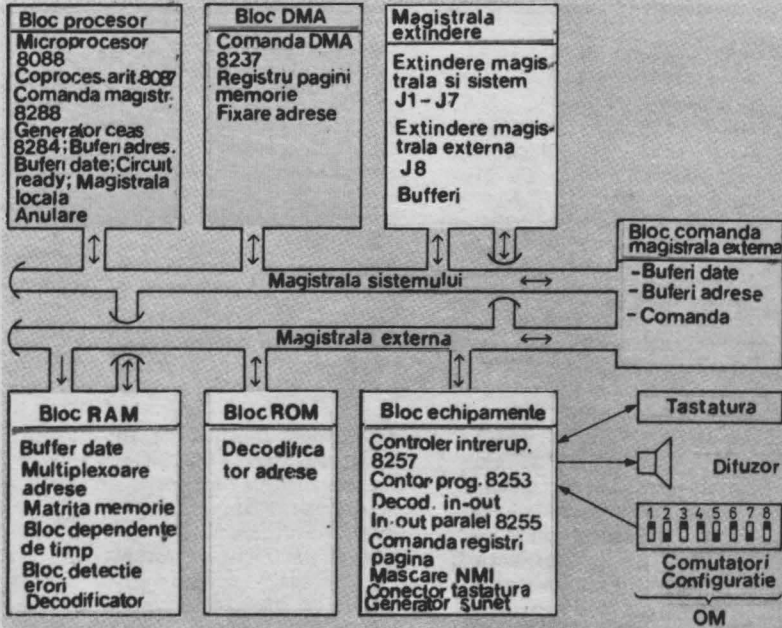 Bloc procesor
Microprocesor
8088
Coproces. arit. 8087
Comanda magistr.
8288
Generator ceas
8284; Buferi adres.
Buferi date; Circuit
ready; Magistrala
locala
Anulare
Bloc DMA
Comanda DMA
8237
Registru pagini
memorie
Fixare adrese
Magistrala
extindere
Extindere magis
trala si sistem
J1-J7
Extindere magis-
trala externa
J8
Bufferi
Bloc comanda
magistrala externa
- Buferi date
- Buferi adrese
- Comanda
Magistrala sistemului
Magistrala externa
Bloc RAM
Buffer date
Multiplexoare
adrese
Matrita memorie
Bloc dependențe
de timp
Bloc detectie
erori
Decodificator
Bloc ROM
Decodifica
tor adrese
Bloc echipamente
Controler intrerup.
8257
Contor prog. 8253
Decod. in-out
In-out paralel 8255
Comanda registri
pagina
Mascare NMI
Conector tastatura
Generator sunet
Tastatura
Difuzor
1 2 3 4 5 6 7 8
Comutatori
Configuratie
OM